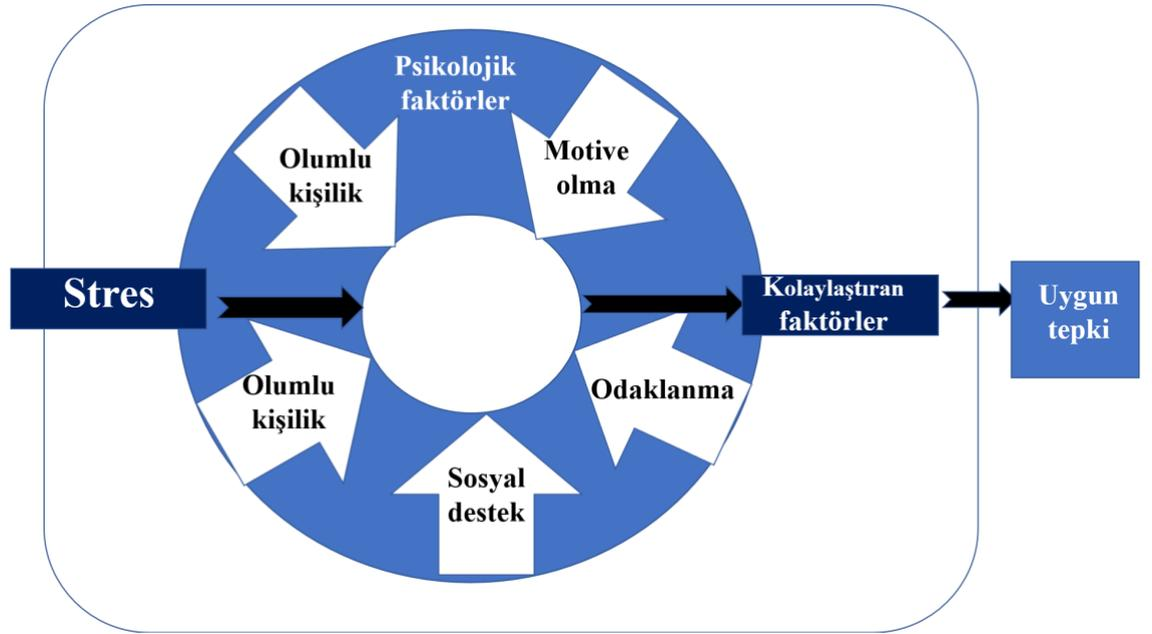 Psikolojik
faktörler
Olumlu
kişilik
Motive
olma
Stres
Kolaylaştıran
faktörler
Uygun
tepki
Olumlu
kişilik
Odaklanma
Sosyal
destek